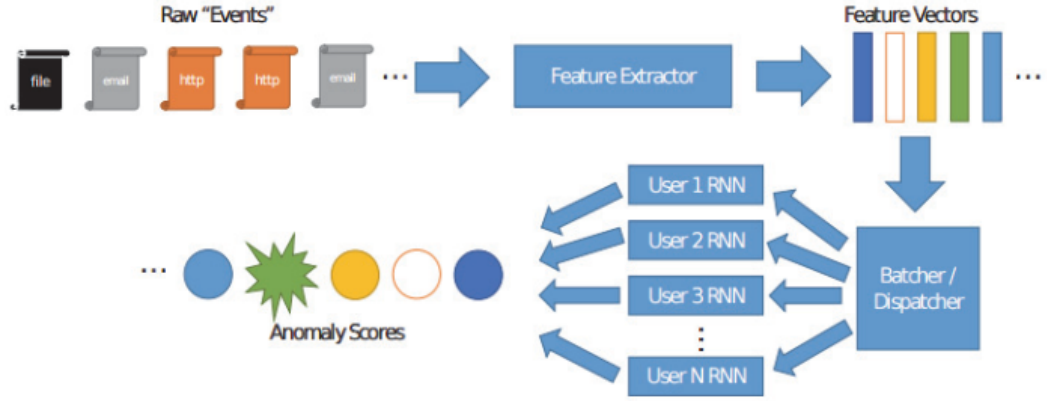 Raw “Events”
Feature Vectors
file
email
http
http
email
...
Feature Extractor
...
User 1 RNN
User 2 RNN
User 3 RNN
User N RNN
Batcher /
Dispatcher
...
Anomaly Scores